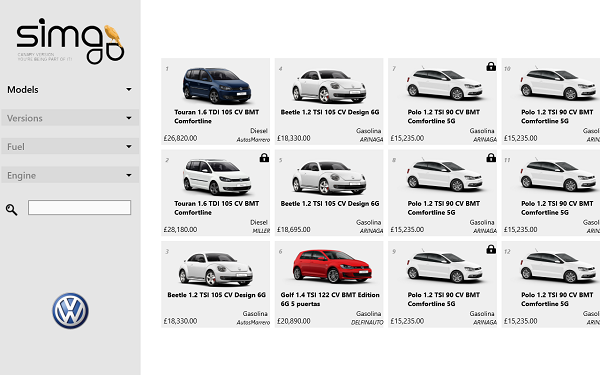 simgo
CANARY VERSION
YOU'RE BEING PART OF IT!
Models
Versions
Fuel
Engine
1
Touran 1.6 TDI 105 CV BMT
Comfortline
Diesel
£26,820.00
AutosMarrero
4
Beetle 1.2 TSI 105 CV Design 6G
Gasolina
£18,330.00
ARINAGA
7
Polo 1.2 TSI 90 CV BMT
Comfortline 5G
Gasolina
£15,235.00
ARINAGA
10
Polo 1.2 TSI 90 CV BMT
Comfortline 5G
Gasolina
£15,235.00
ARINAGA
2
Touran 1.6 TDI 105 CV BMT
Comfortline
Diesel
£28,180.00
MILLER
5
Beetle 1.2 TSI 105 CV Design 6G
Gasolina
£18,695.00
ARINAGA
8
Polo 1.2 TSI 90 CV BMT
Comfortline 5G
Gasolina
£15,235.00
ARINAGA
11
Polo 1.2 TSI 90 CV BMT
Comfortline 5G
Gasolina
£15,235.00
ARINAGA
3
Beetle 1.2 TSI 105 CV Design 6G
Gasolina
£18,330.00
AutosMarrero
6
Golf 1.4 TSI 122 CV BMT Edition
6G 5 puertas
Gasolina
£20,890.00
DELFINAUTO
9
Polo 1.2 TSI 90 CV BMT
Comfortline 5G
Gasolina
£15,235.00
ARINAGA
12
Polo 1.2 TSI 90 CV BMT
Comfortline 5G
Gasolina
£15,235.00
ARINAGA
VW